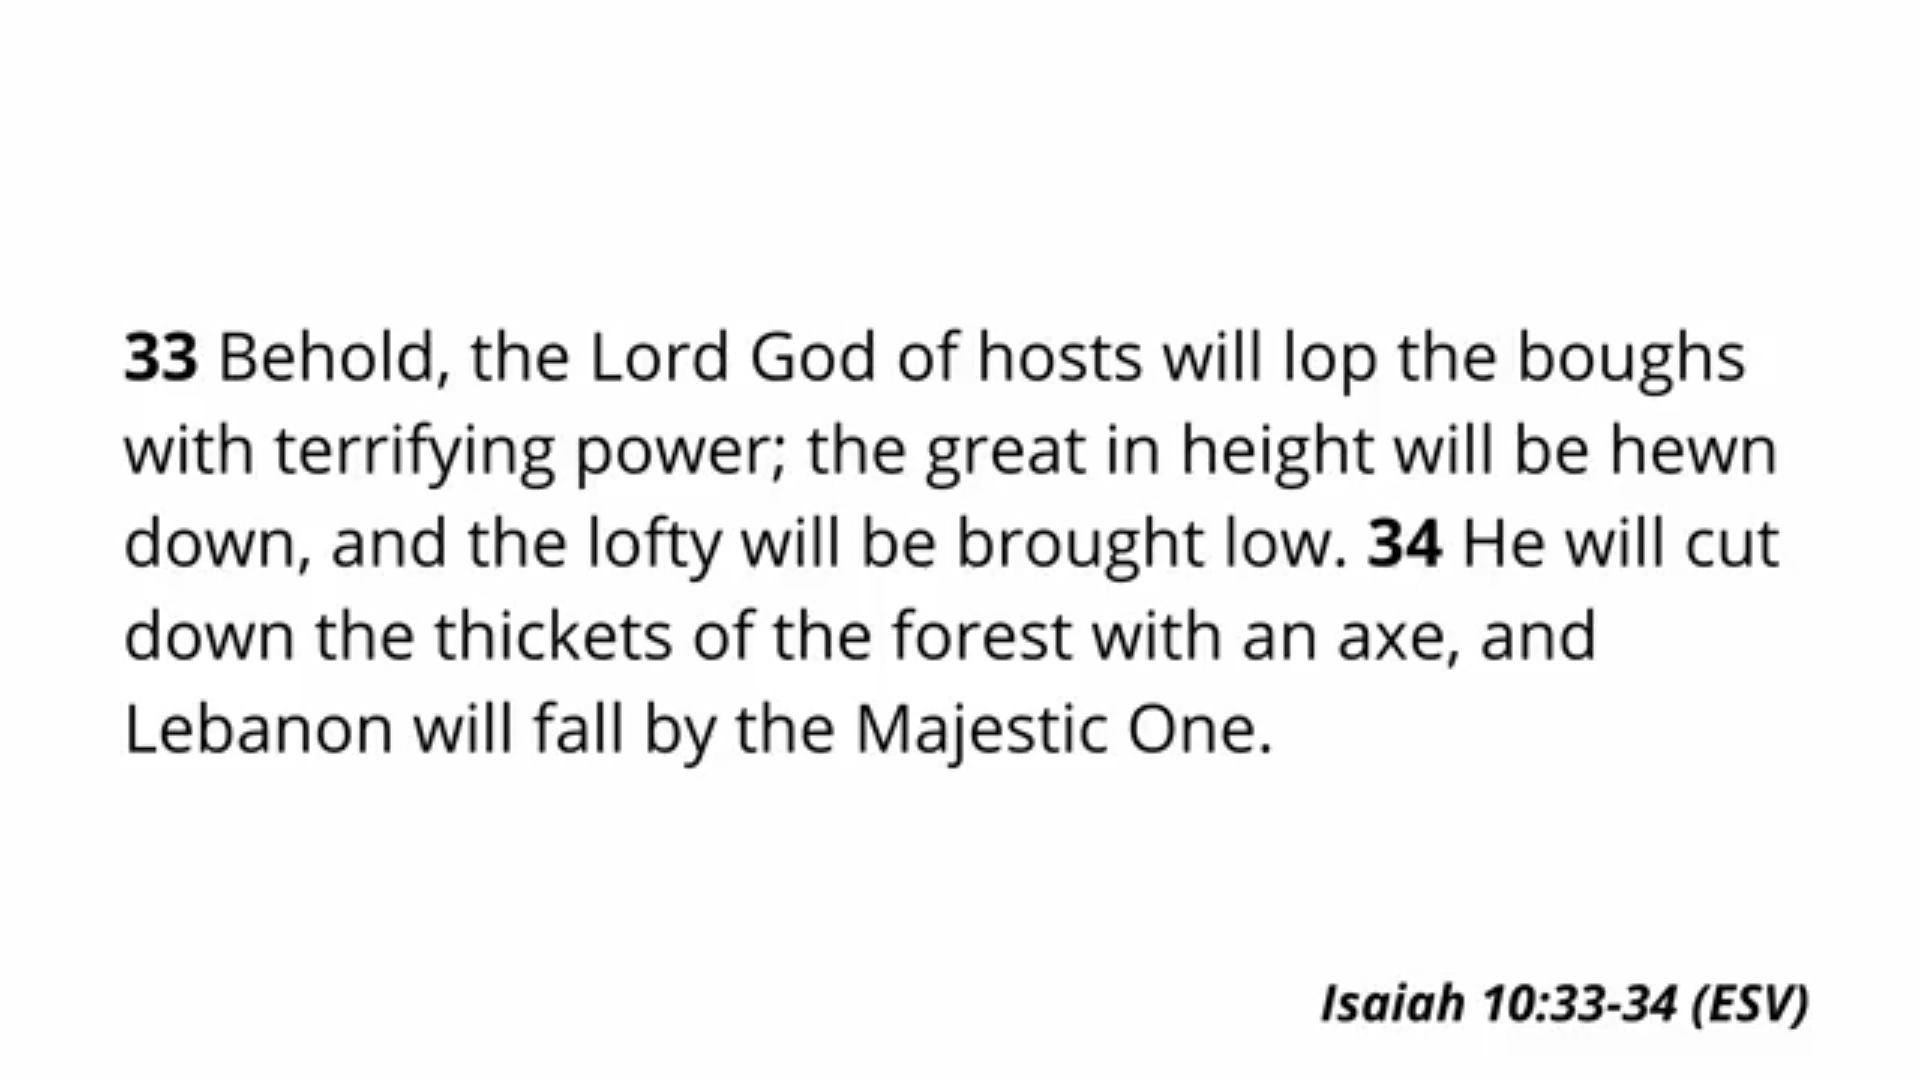 33 Behold, the Lord God of hosts will lop the boughs
with terrifying power; the great in height will be hewn
down, and the lofty will be brought low. 34 He will cut
down the thickets of the forest with an axe, and
Lebanon will fall by the Majestic One.
Isaiah 10:33-34 (ESV)